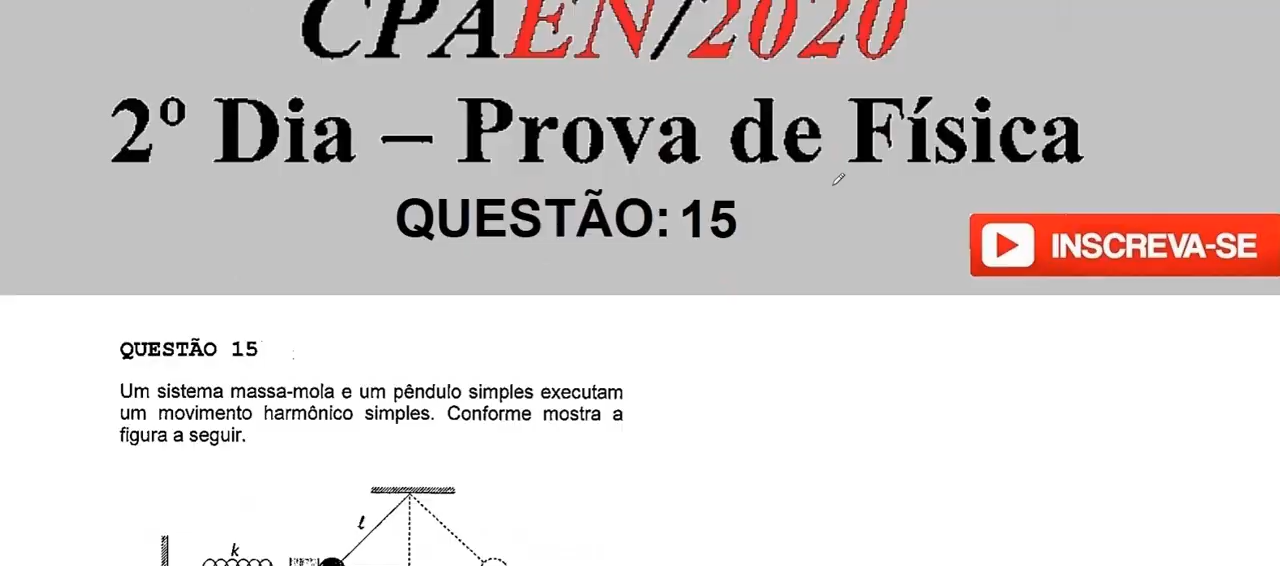 CPAEN/2020
2º Dia – Prova de Física
QUESTÃO: 15
INSCREVA-SE
QUESTÃO 15
Um sistema massa-mola e um pêndulo simples executam
um movimento harmônico simples. Conforme mostra a
figura a seguir.
ℓ
k